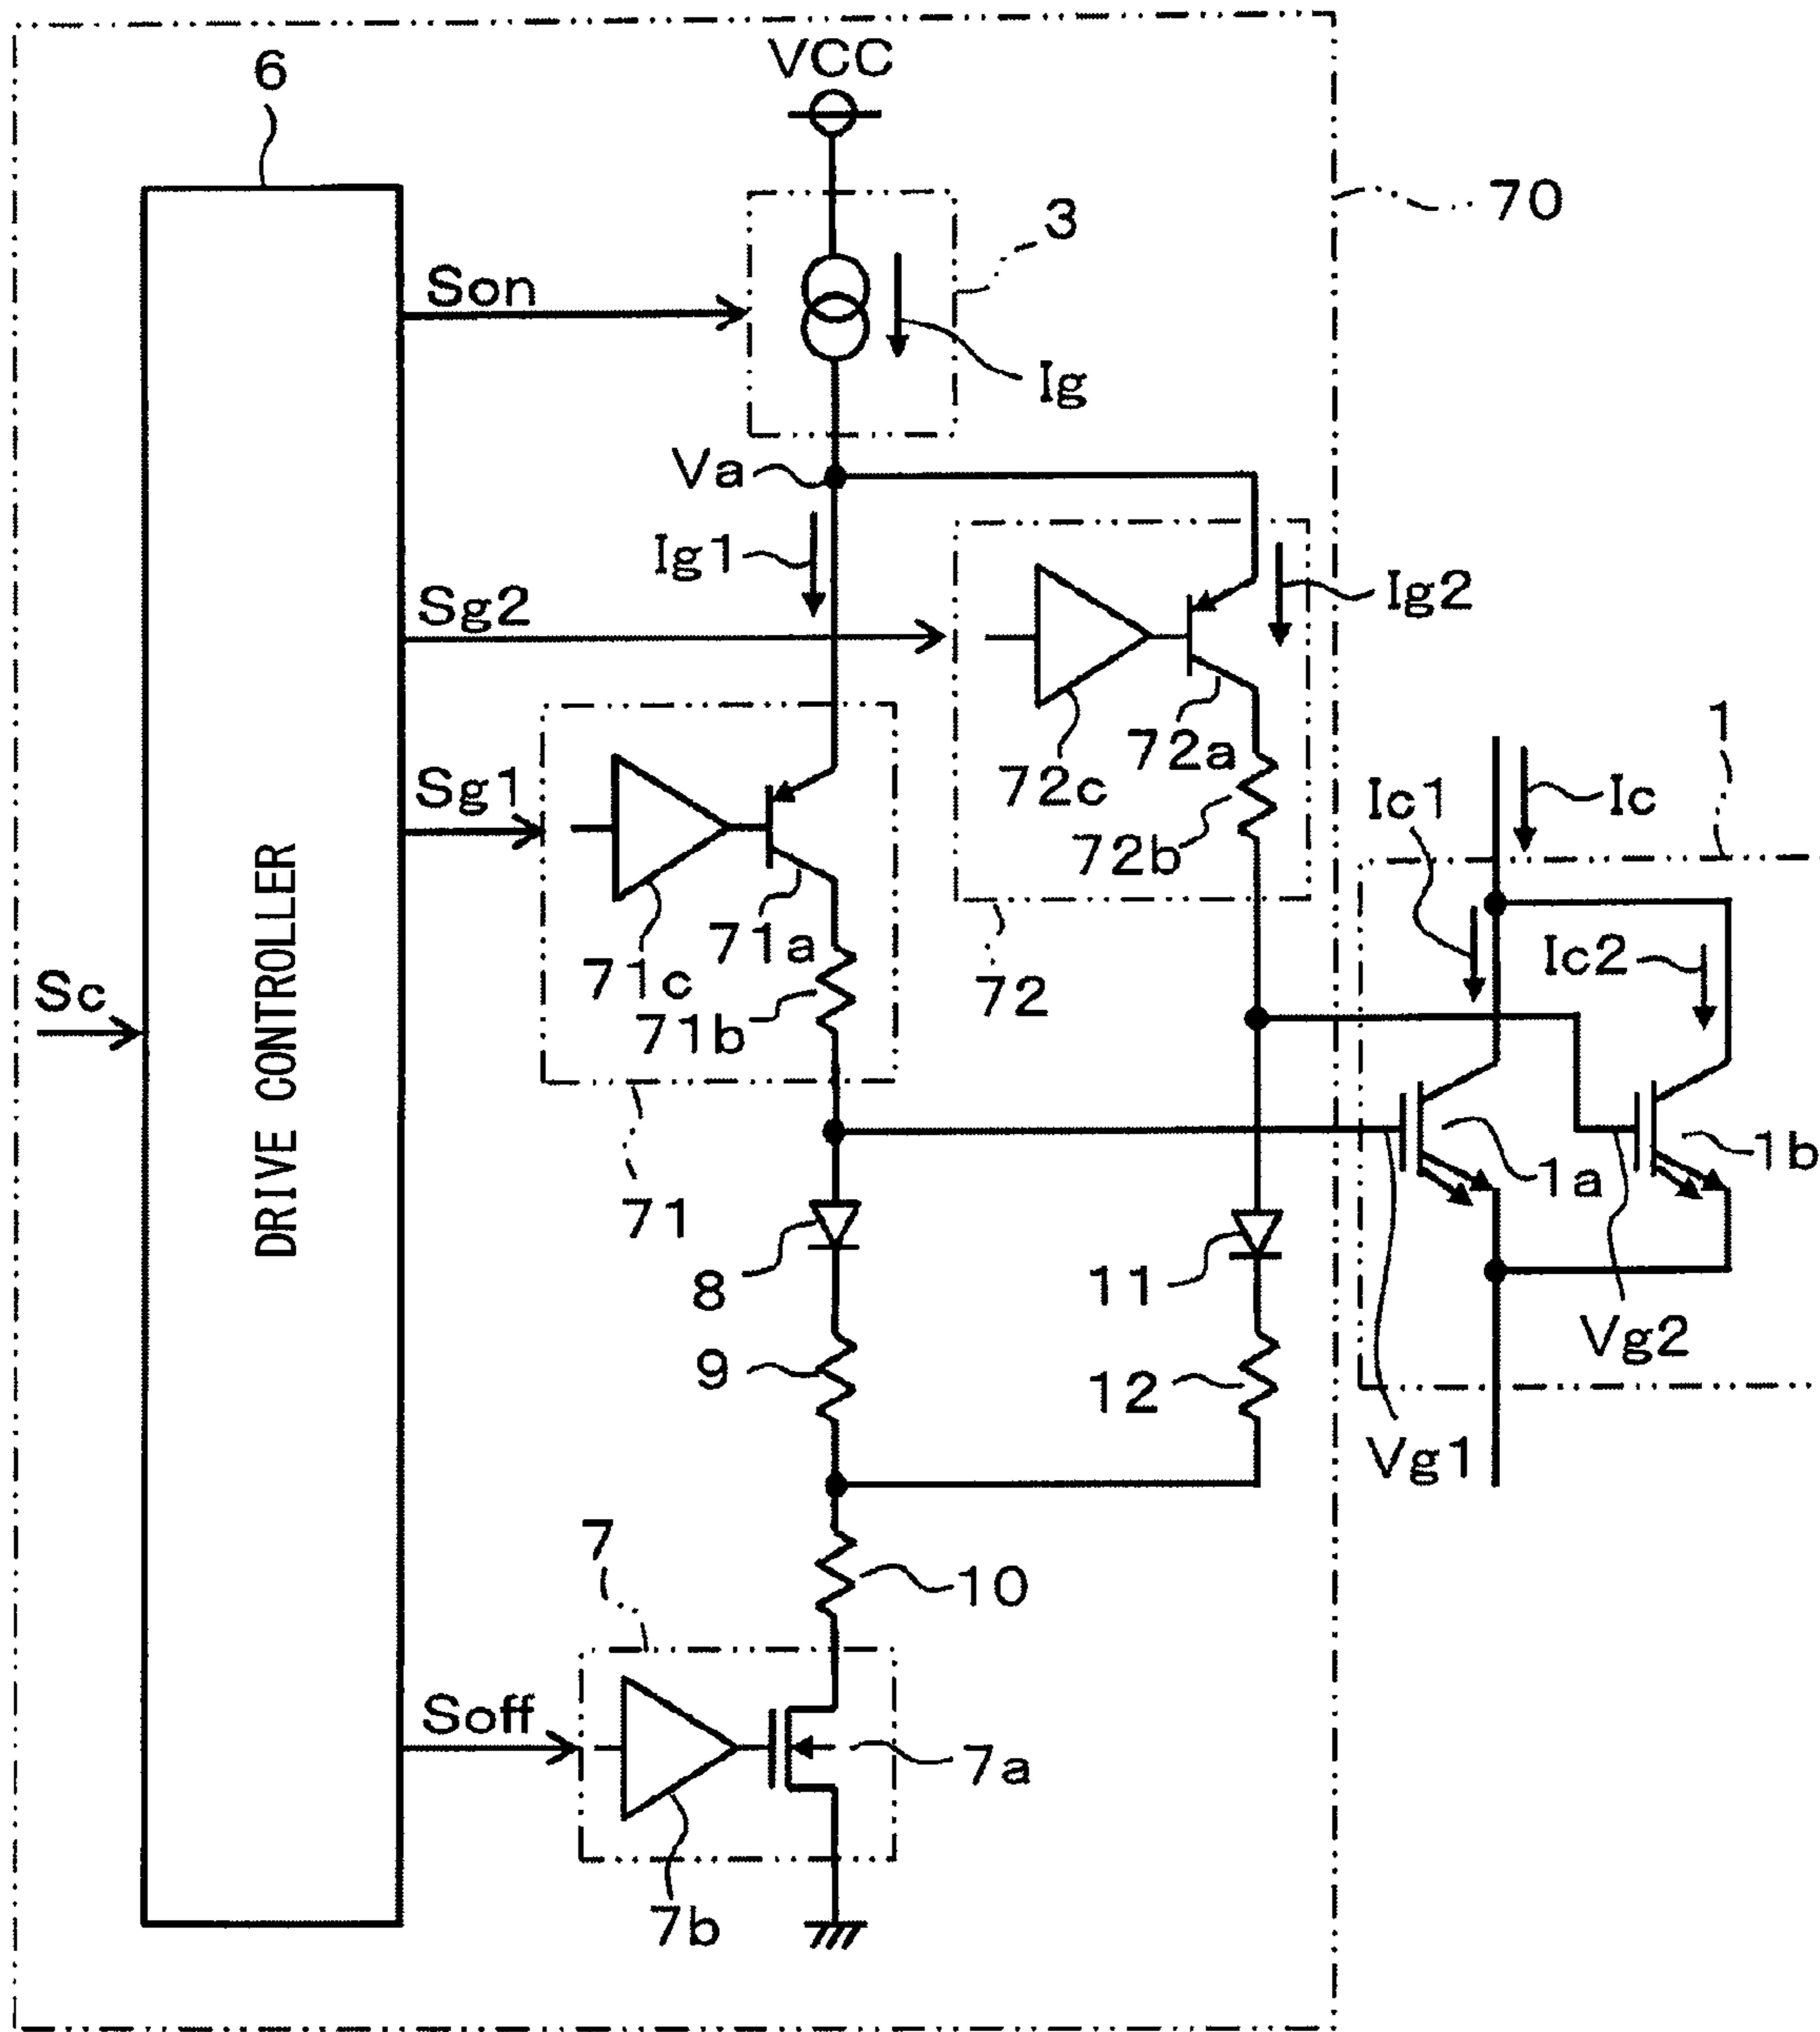 VCC
6
70
3
Son
Ig
Va
Ig1
Ig2
Sg2
72a
72c
1
Sg1
Ic1
Ic
72b
71a
Ic2
71c
72
Sc
71b
DRIVE CONTROLLER
1a
1b
71
8
11
Vg2
9
12
Vg1
7
10
Soff
7a
7b